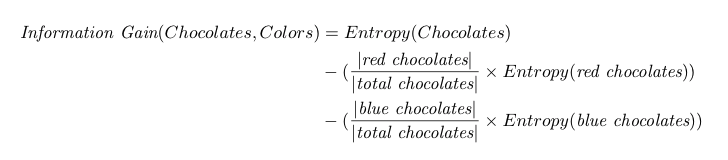 Information Gain(Chocolates, Colors) = Entropy(Chocolates)
− (|red chocolates| / |total chocolates| × Entropy(red chocolates))
− (|blue chocolates| / |total chocolates| × Entropy(blue chocolates))